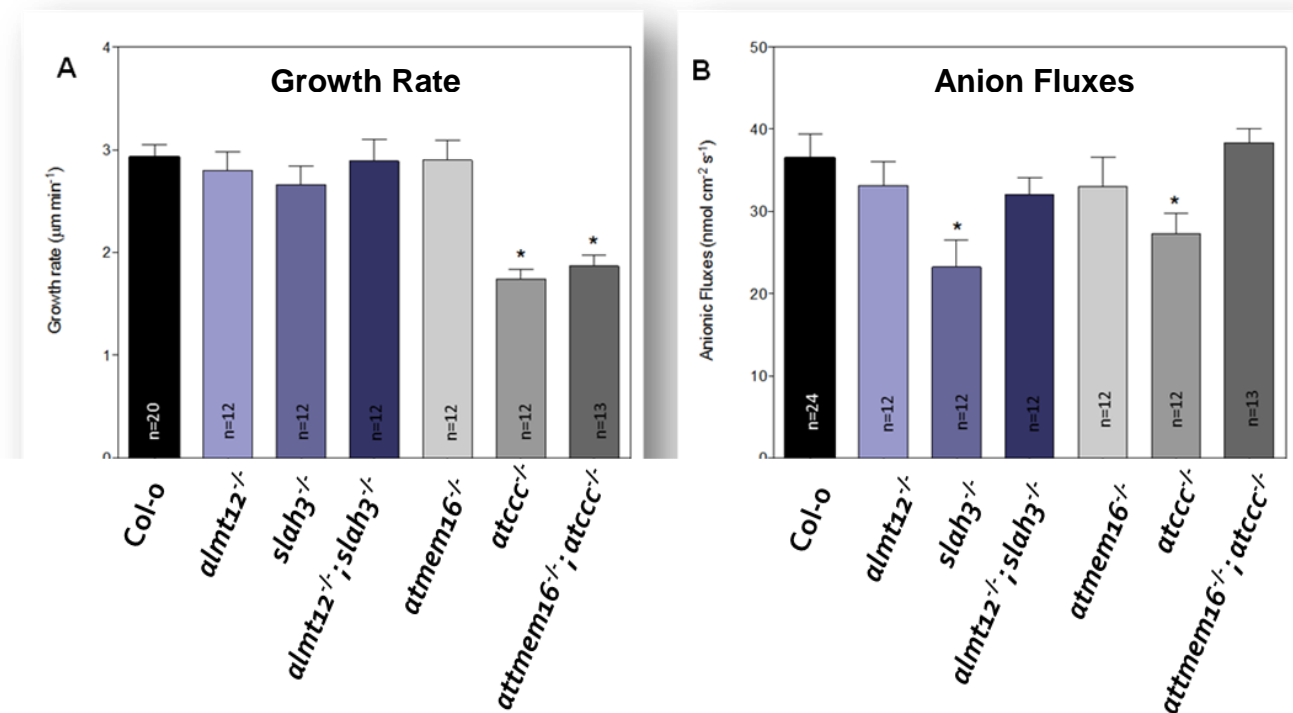 A
Growth Rate
Growth rate (µm min⁻¹)
4
3
2
1
0
n=20
n=12
n=12
n=12
n=12
n=12
n=13
*
*
Col-0
almt12⁻/⁻
slah3⁻/⁻
almt12⁻/⁻;slah3⁻/⁻
atmem16⁻/⁻
atccc⁻/⁻
attmem16⁻/⁻;atccc⁻/⁻
B
Anion Fluxes
Anionic Fluxes (nmol cm⁻² s⁻¹)
50
40
30
20
10
0
n=24
n=12
n=12
n=12
n=12
n=12
n=13
*
*
Col-0
almt12⁻/⁻
slah3⁻/⁻
almt12⁻/⁻;slah3⁻/⁻
atmem16⁻/⁻
atccc⁻/⁻
attmem16⁻/⁻;atccc⁻/⁻